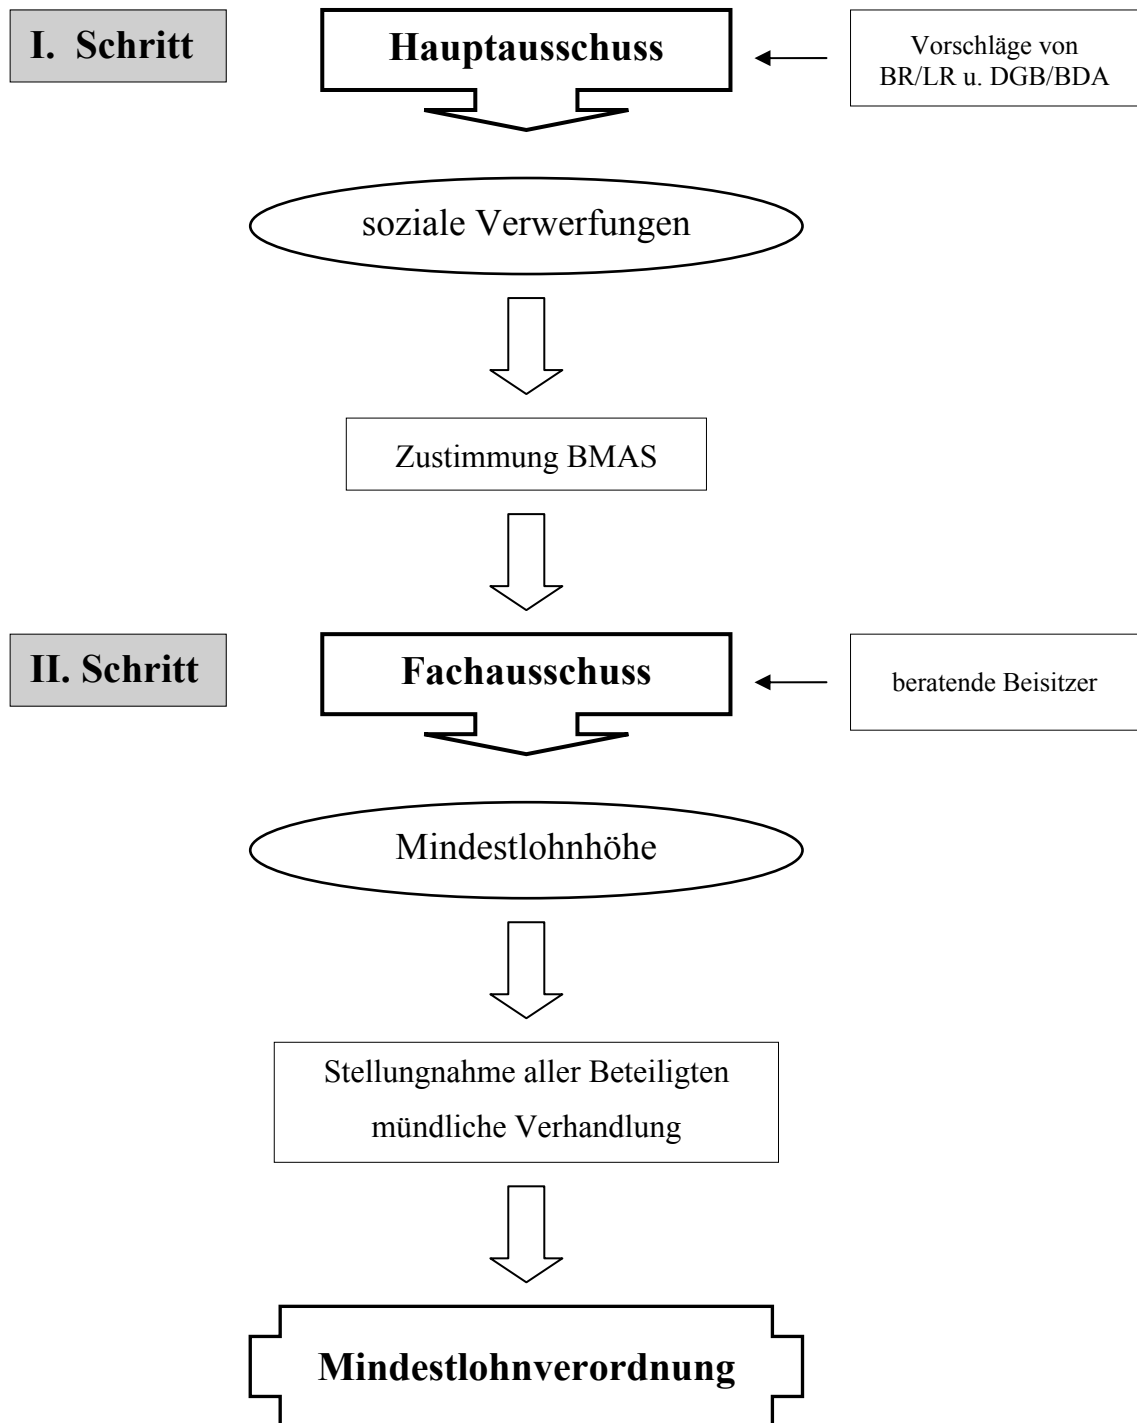 I. Schritt
Hauptausschuss
Vorschläge von
BR/LR u. DGB/BDA
soziale Verwerfungen
Zustimmung BMAS
II. Schritt
Fachausschuss
beratende Beisitzer
Mindestlohnhöhe
Stellungnahme aller Beteiligten
mündliche Verhandlung
Mindestlohnverordnung